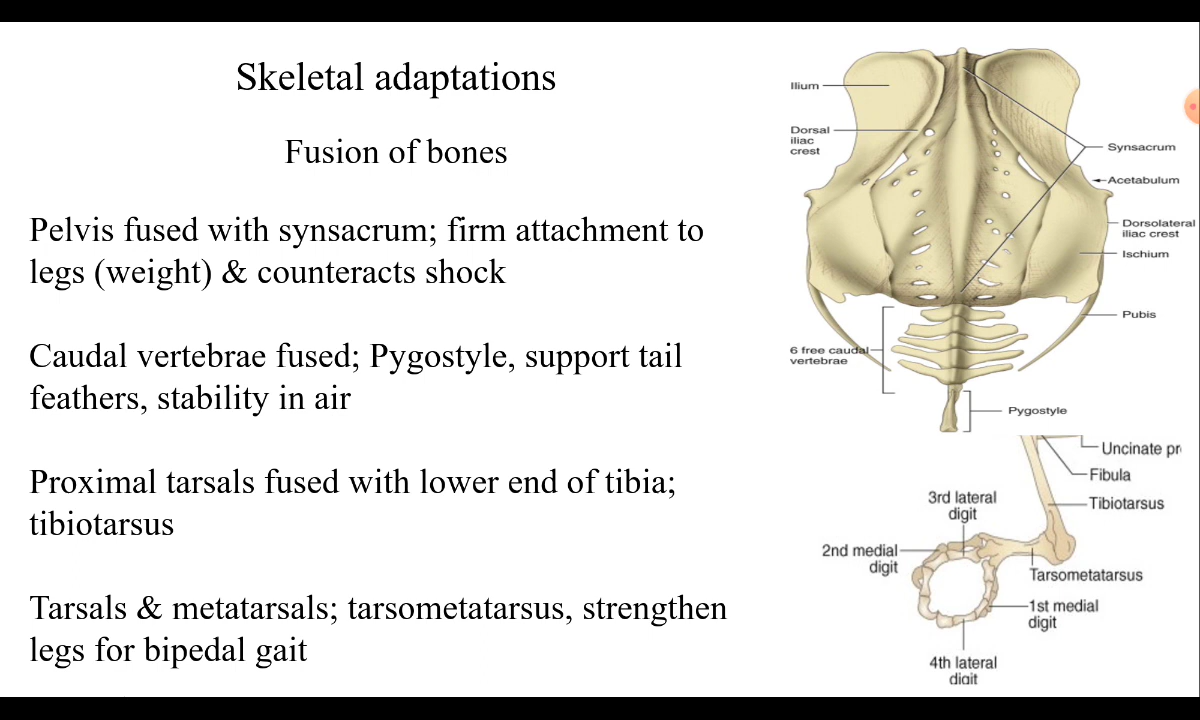 Skeletal adaptations
Fusion of bones
Pelvis fused with synsacrum; firm attachment to
legs (weight) & counteracts shock
Caudal vertebrae fused; Pygostyle, support tail
feathers, stability in air
Proximal tarsals fused with lower end of tibia;
tibiotarsus
Tarsals & metatarsals; tarsometatarsus, strengthen
legs for bipedal gait
Ilium
Dorsal
iliac
crest
Synsacrum
Acetabulum
Dorsolateral
iliac crest
Ischium
Pubis
6 free caudal
vertebrae
Pygostyle
Uncinate pr
Fibula
Tibiotarsus
3rd lateral
digit
2nd medial
digit
Tarsometatarsus
1st medial
digit
4th lateral
digit